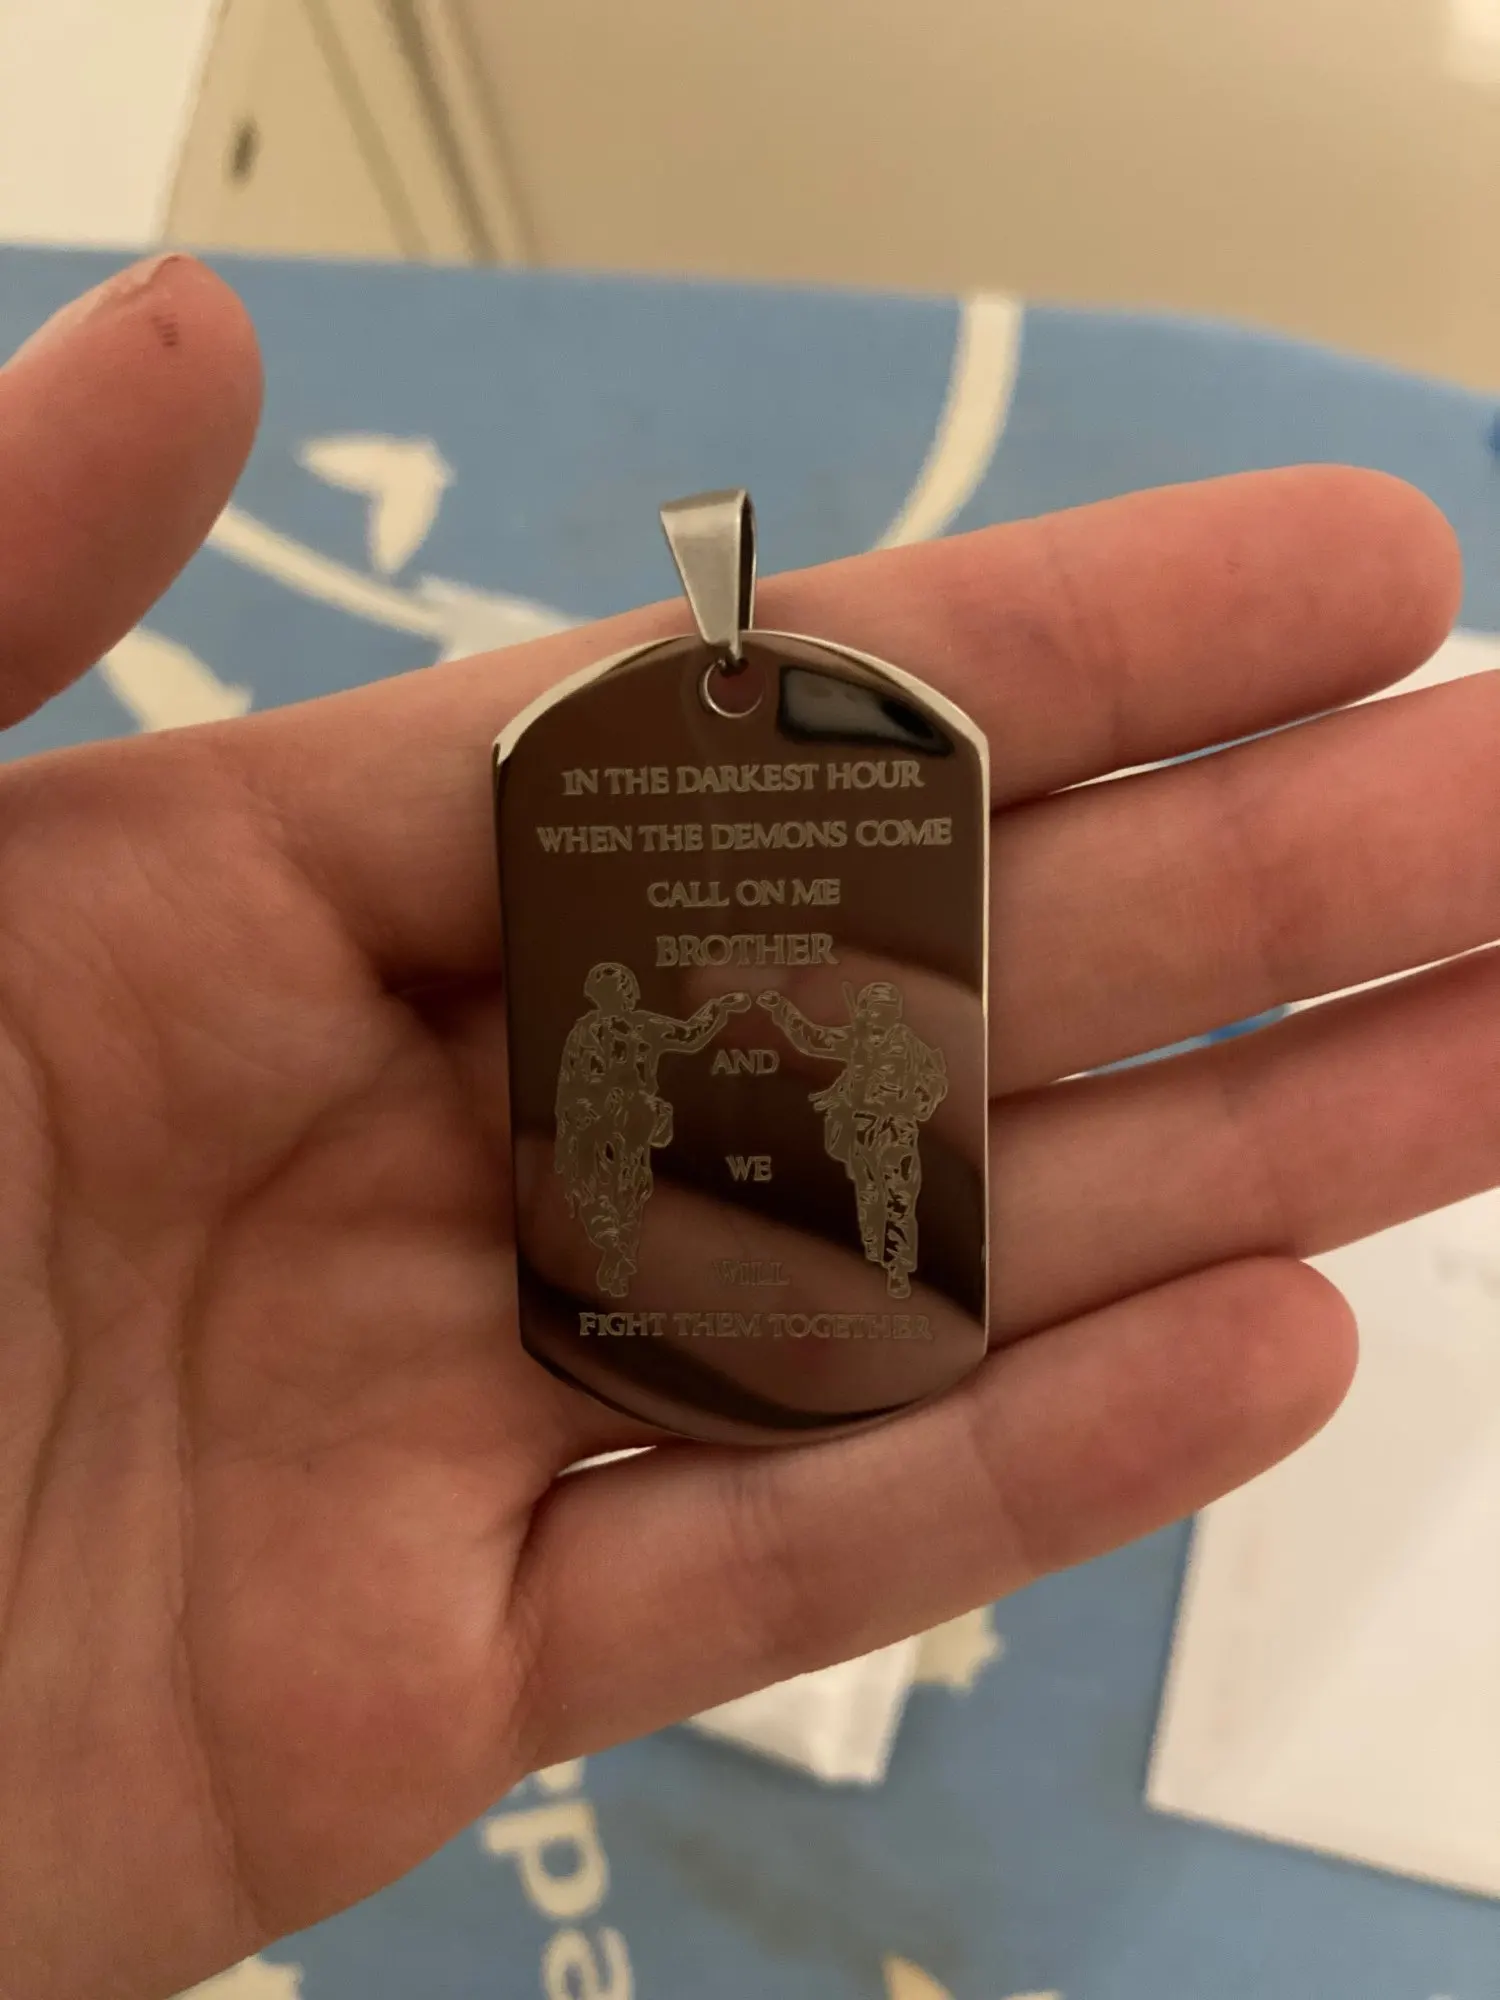 IN THE DARKEST HOUR
WHEN THE DEMONS COME
CALL ON ME
BROTHER
AND
WE
WILL
FIGHT THEM TOGETHER